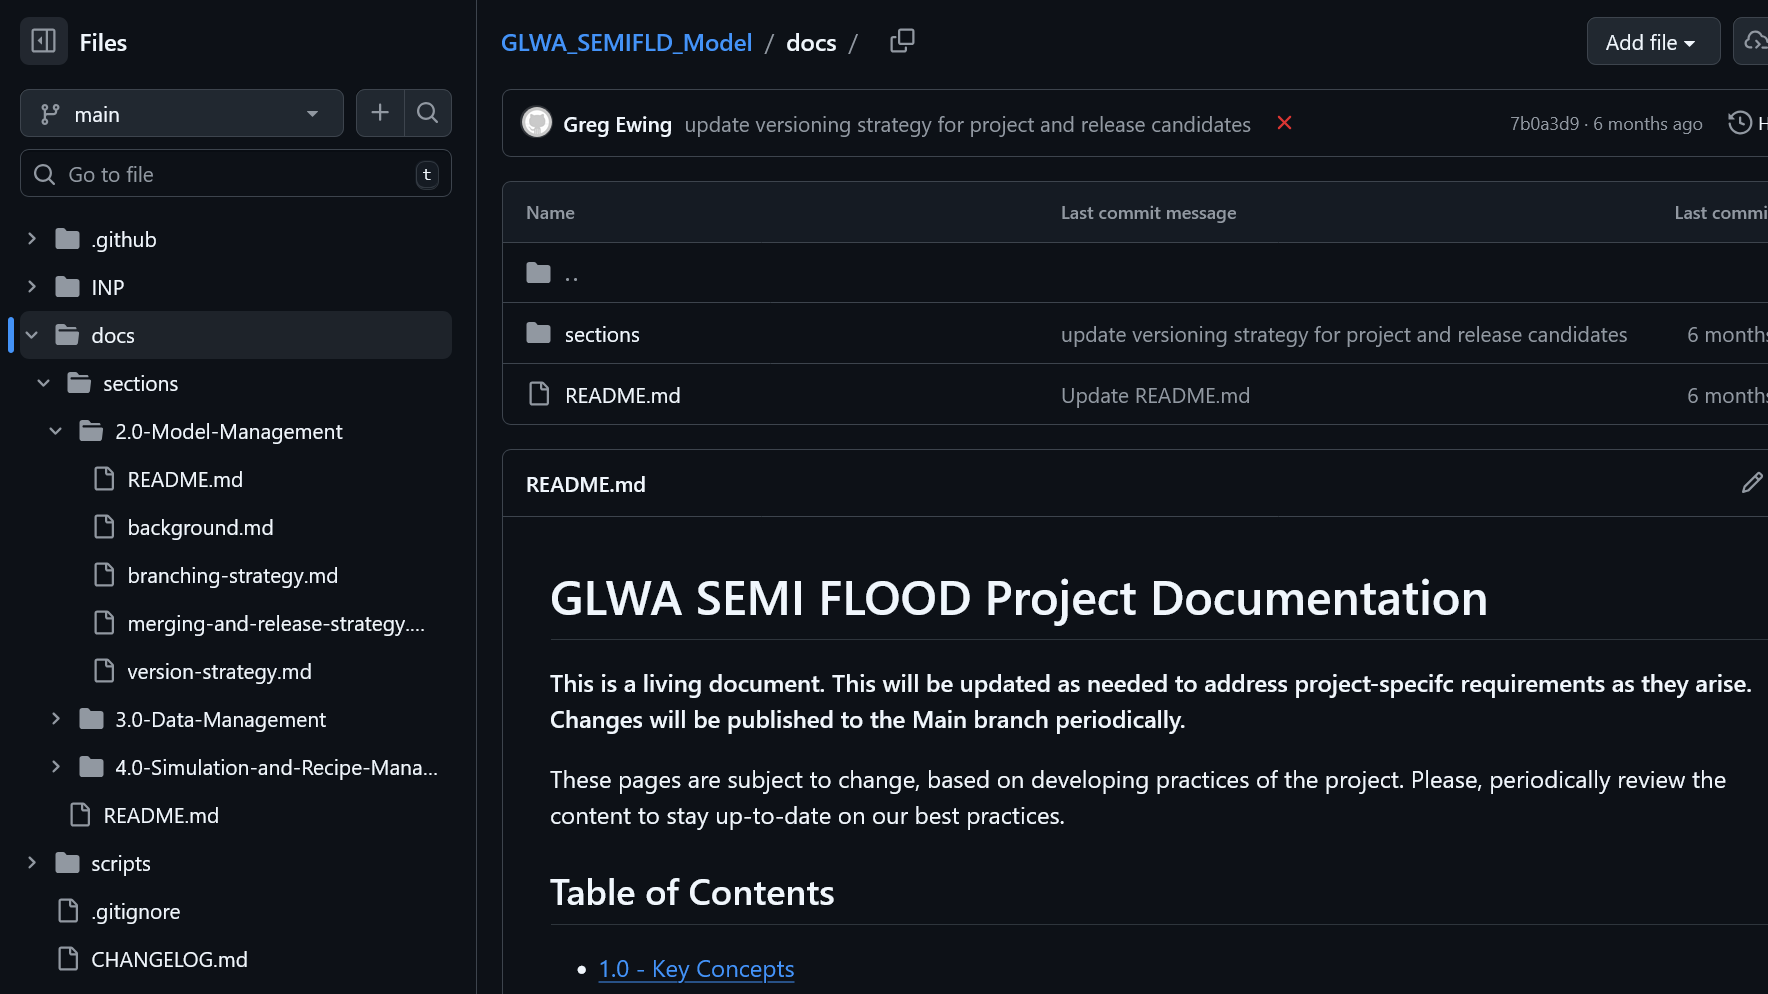 Files
main
Go to file
t
.github
INP
docs
sections
2.0-Model-Management
README.md
background.md
branching-strategy.md
merging-and-release-strategy....
version-strategy.md
3.0-Data-Management
4.0-Simulation-and-Recipe-Mana...
README.md
scripts
.gitignore
CHANGELOG.md
GLWA_SEMIFLD_Model / docs /
Add file
Greg Ewing update versioning strategy for project and release candidates
7b0a3d9 · 6 months ago
Name Last commit message Last commi
..
sections update versioning strategy for project and release candidates 6 months
README.md Update README.md 6 months
README.md
GLWA SEMI FLOOD Project Documentation
This is a living document. This will be updated as needed to address project-specifc requirements as they arise.
Changes will be published to the Main branch periodically.
These pages are subject to change, based on developing practices of the project. Please, periodically review the
content to stay up-to-date on our best practices.
Table of Contents
• 1.0 - Key Concepts